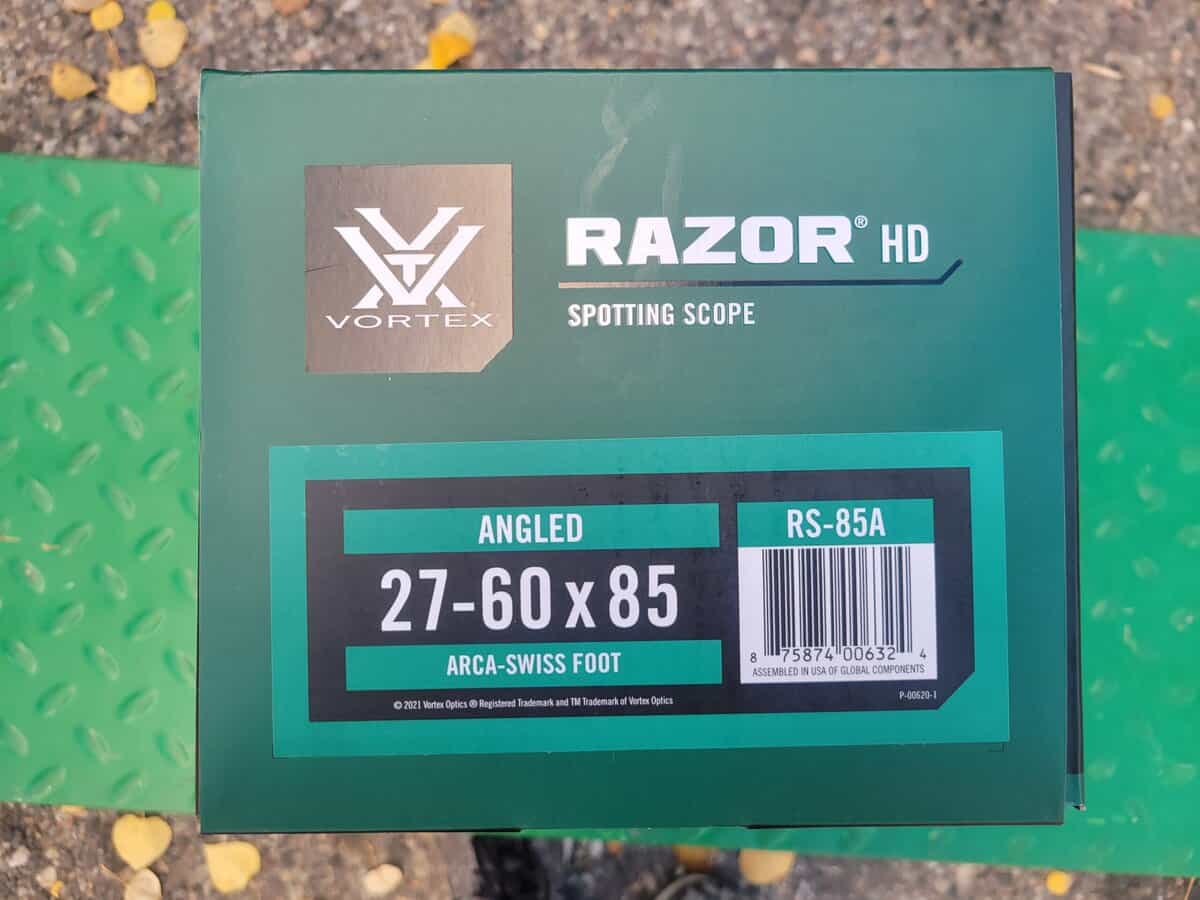 VORTEX
RAZOR® HD
SPOTTING SCOPE
ANGLED
27-60 x 85
ARCA-SWISS FOOT
© 2021 Vortex Optics ® Registered Trademark and TM Trademark of Vortex Optics
RS-85A
8 75874 00632 4
ASSEMBLED IN USA OF GLOBAL COMPONENTS
P-00620-1